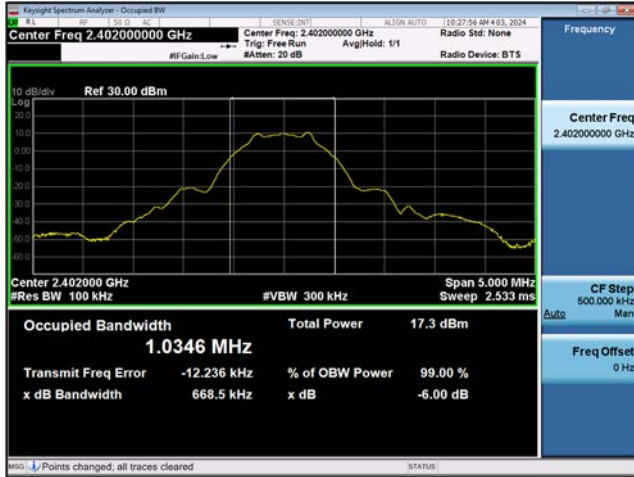 Keysight Spectrum Analyzer - Occupied BW
RL RF 50 Ω AC SENSE:INT ALIGN AUTO 10:27:56 AM 4 03, 2024
Center Freq 2.402000000 GHz Center Freq: 2.402000000 GHz Radio Std: None
Trig: Free Run Avg|Hold: 1/1
#IFGain:Low #Atten: 20 dB Radio Device: BTS
Frequency
10 dB/div Ref 30.00 dBm
Log
20.0
10.0
0.00
-10.0
-20.0
-30.0
-40.0
-50.0
-60.0
Center 2.402000 GHz Span 5.000 MHz
#Res BW 100 kHz #VBW 300 kHz Sweep 2.533 ms
Occupied Bandwidth Total Power 17.3 dBm
1.0346 MHz
Transmit Freq Error -12.236 kHz % of OBW Power 99.00 %
x dB Bandwidth 668.5 kHz x dB -6.00 dB
Center Freq
2.402000000 GHz
CF Step
500.000 kHz
Auto Man
Freq Offset
0 Hz
MSG Points changed; all traces cleared STATUS